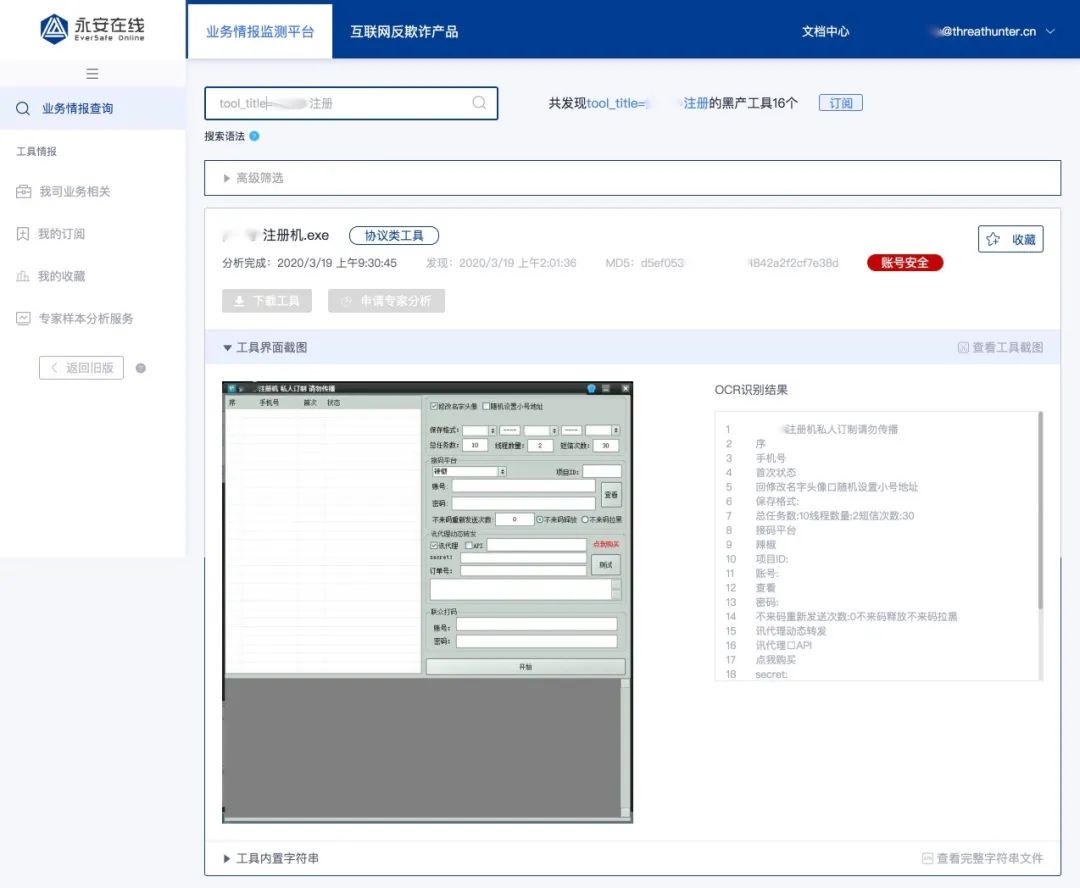 永安在线
EverSafe Online
业务情报监测平台
互联网反欺诈产品
文档中心
@threathunter.cn
业务情报查询
工具情报
我司业务相关
我的订阅
我的收藏
专家样本分析服务
返回旧版
tool_title= 注册
共发现tool_title= 注册的黑产工具16个
订阅
搜索语法
高级筛选
注册机.exe
协议类工具
收藏
分析完成：2020/3/19 上午9:30:45
发现：2020/3/19 上午2:01:36
MD5：d5ef053 4842a2f2cf7e38d
账号安全
下载工具
申请专家分析
工具界面截图
查看工具截图
注册机 私人订制 请勿传播
序 手机号 首次 状态
修改名字头像 随机设置小号地址
保存格式：
总任务数： 10 线程数量： 2 短信次数： 30
接码平台
辣椒 项目ID：
账号：
查看
密码：
不来码重新发送次数： 0 不来码释放 不来码拉黑
讯代理动态转发
讯代理 API 点我购买
secret：
订单号：
测试
联众打码
账号：
密码：
开始
OCR识别结果
1 注册机私人订制请勿传播
2 序
3 手机号
4 首次状态
5 回修改名字头像口随机设置小号地址
6 保存格式:
7 总任务数:10线程数量;2短信次数:30
8 接码平台
9 辣椒
10 项目ID:
11 账号:
12 查看
13 密码:
14 不来码重新发送次数:0不来码释放不来码拉黑
15 讯代理动态转发
16 讯代理口API
17 点我购买
18 secret:
工具内置字符串
查看完整字符串文件